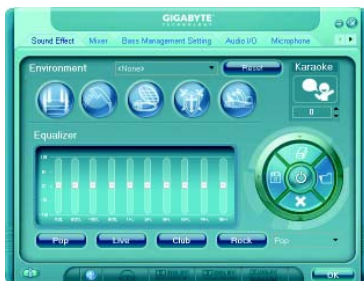 GIGABYTE
TECHNOLOGY
Sound Effect Mixer Bass Management Setting Audio I/O Microphone
Environment <None> Reset Karaoke
0
Equalizer
Pop Live Club Rock Pop
OK